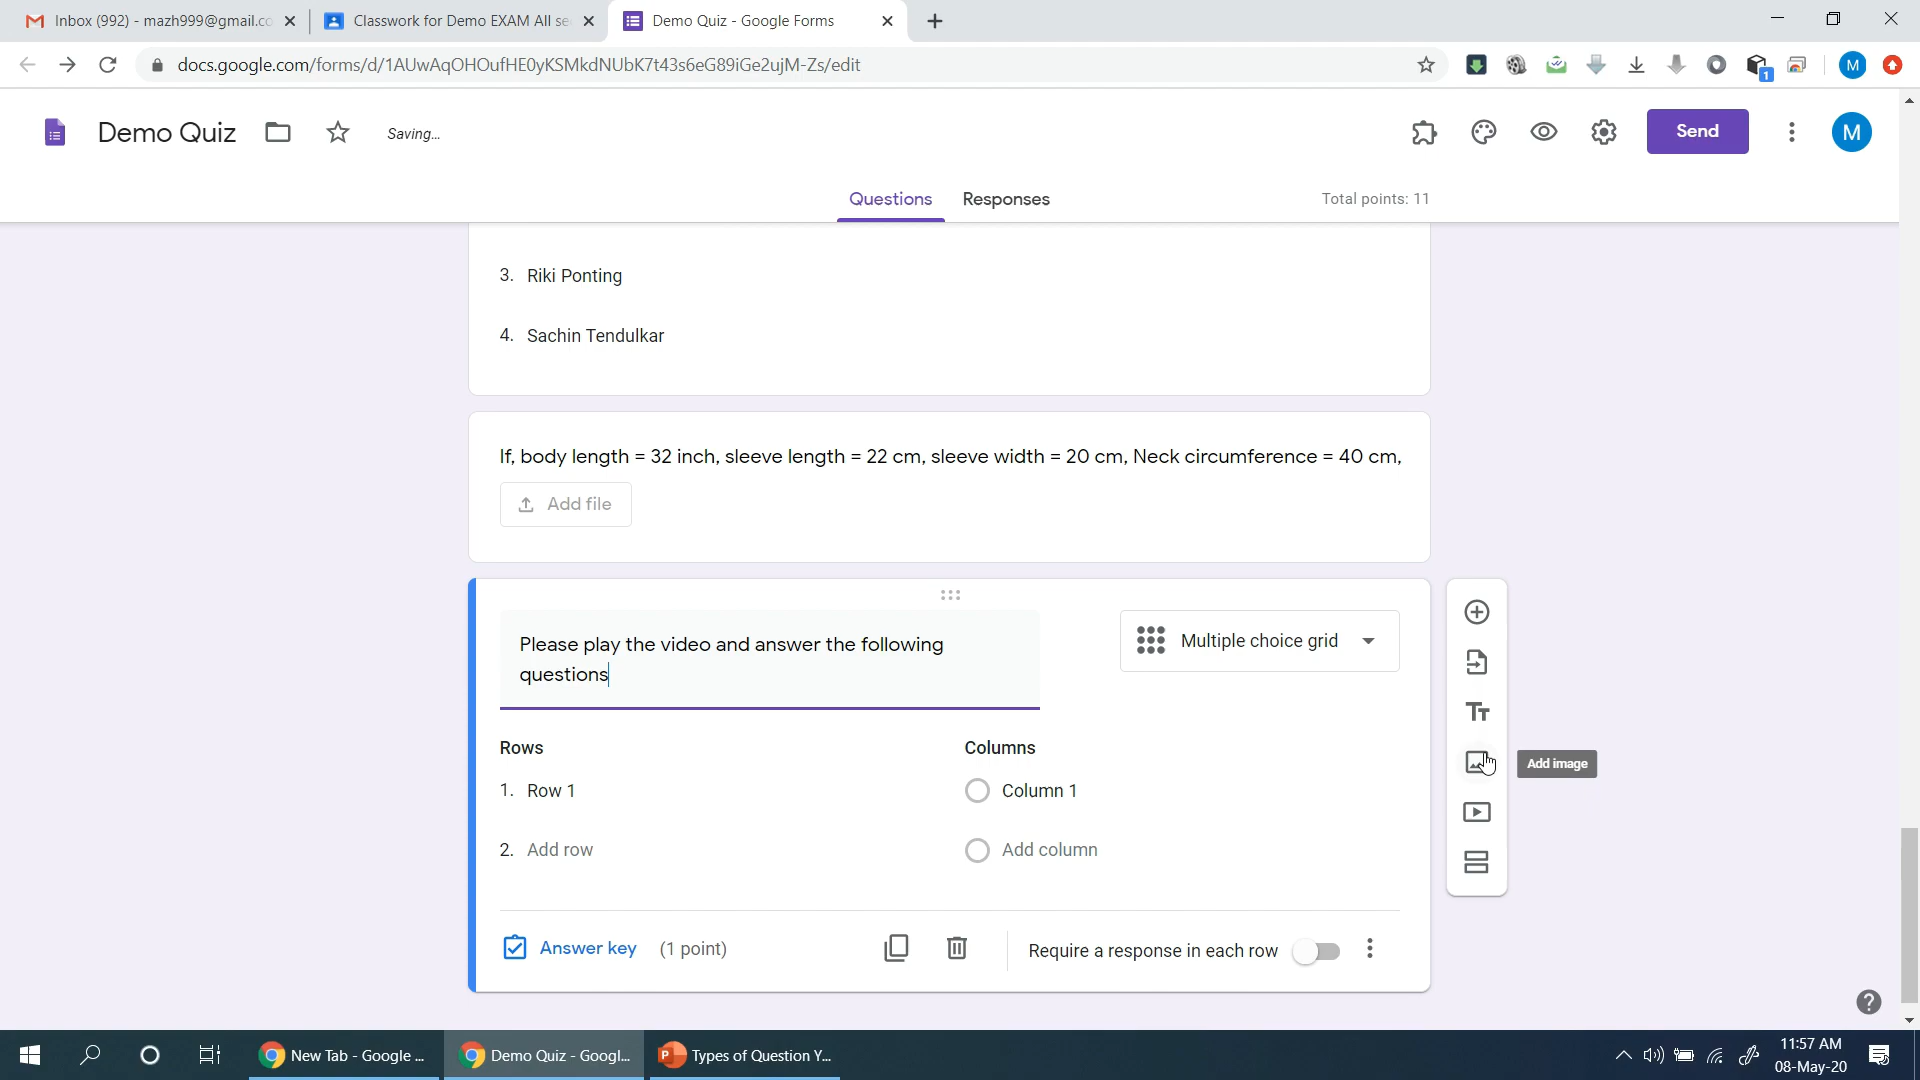 Inbox (992) - mazh999@gmail.co
Classwork for Demo EXAM All se
Demo Quiz - Google Forms
docs.google.com/forms/d/1AUwAqOHOufHE0yKSMkdNUbK7t43s6eG89iGe2ujM-Zs/edit
1
M
Demo Quiz
Saving...
Send
M
Questions
Responses
Total points: 11
3. Riki Ponting
4. Sachin Tendulkar
If, body length = 32 inch, sleeve length = 22 cm, sleeve width = 20 cm, Neck circumference = 40 cm,
Add file
Please play the video and answer the following
questions
Multiple choice grid
Rows
Columns
1. Row 1
Column 1
2. Add row
Add column
Add image
Answer key
(1 point)
Require a response in each row
New Tab - Google ...
Demo Quiz - Googl...
Types of Question Y...
11:57 AM
08-May-20